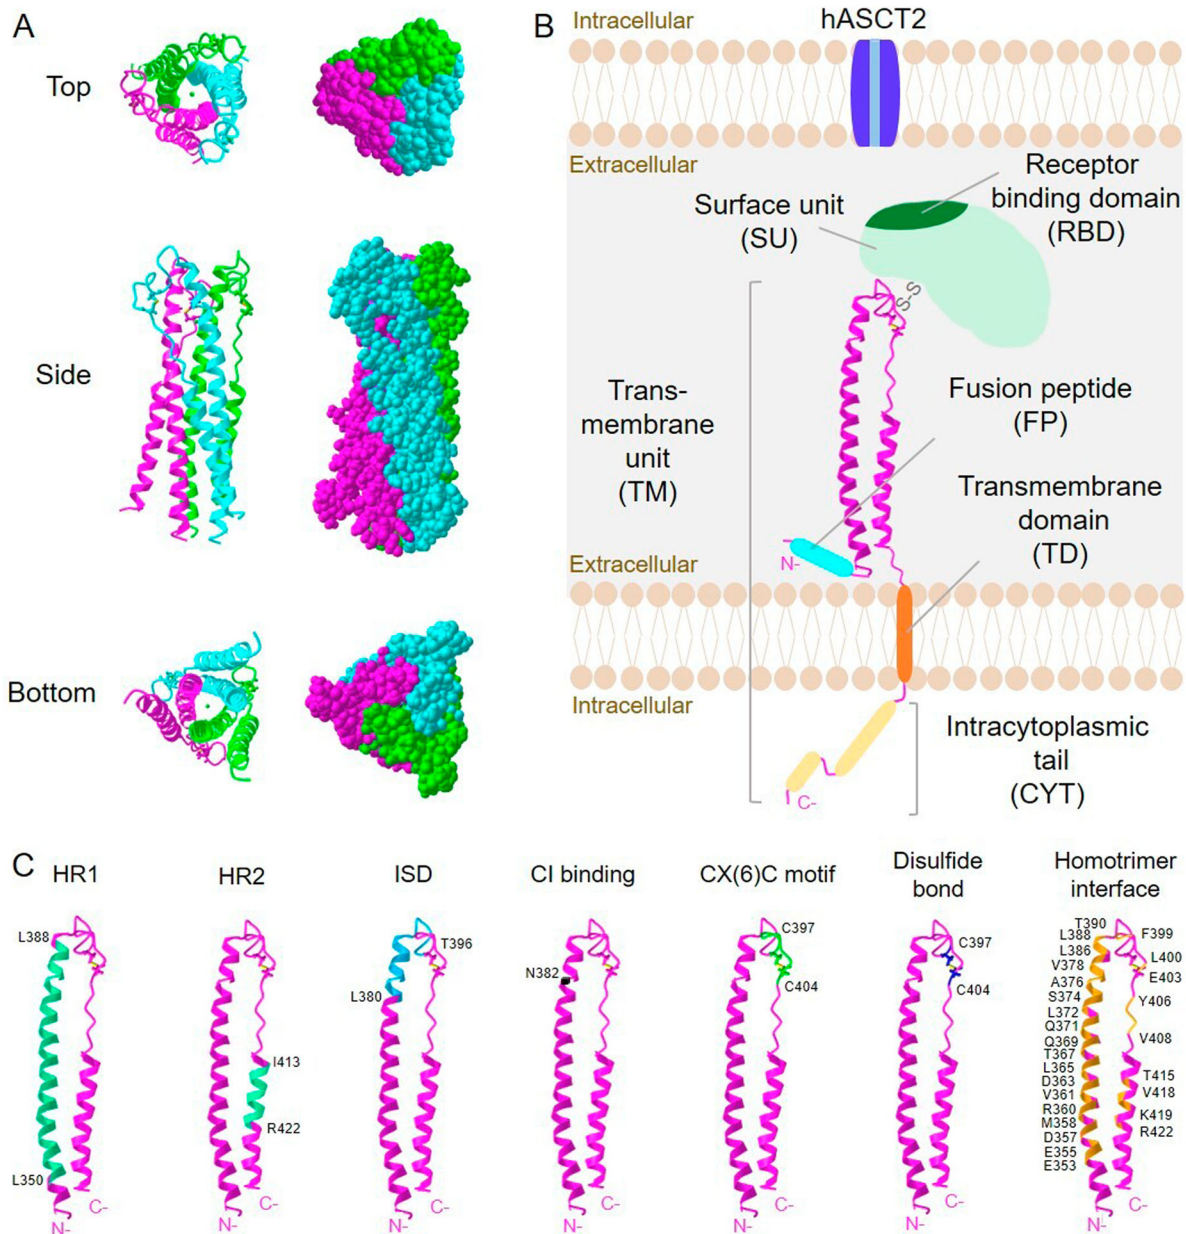 A
Top
Side
Bottom
B
Intracellular
hASCT2
Extracellular
Receptor
binding domain
(RBD)
Surface unit
(SU)
S-S
Trans-
membrane
unit
(TM)
Fusion peptide
(FP)
Transmembrane
domain
(TD)
N-
Extracellular
Intracellular
Intracytoplasmic
tail
(CYT)
C-
C
HR1
L388
L350
N-
C-
HR2
I413
R422
N-
C-
ISD
T396
L380
N-
C-
CI binding
N382
N-
C-
CX(6)C motif
C397
C404
N-
C-
Disulfide
bond
C397
C404
N-
C-
Homotrimer
interface
T390
L388
L386
V378
A376
S374
L372
Q371
Q369
T367
L365
D363
V361
R360
M358
D357
E355
E353
F399
L400
E403
Y406
V408
T415
V418
K419
R422
N-
C-